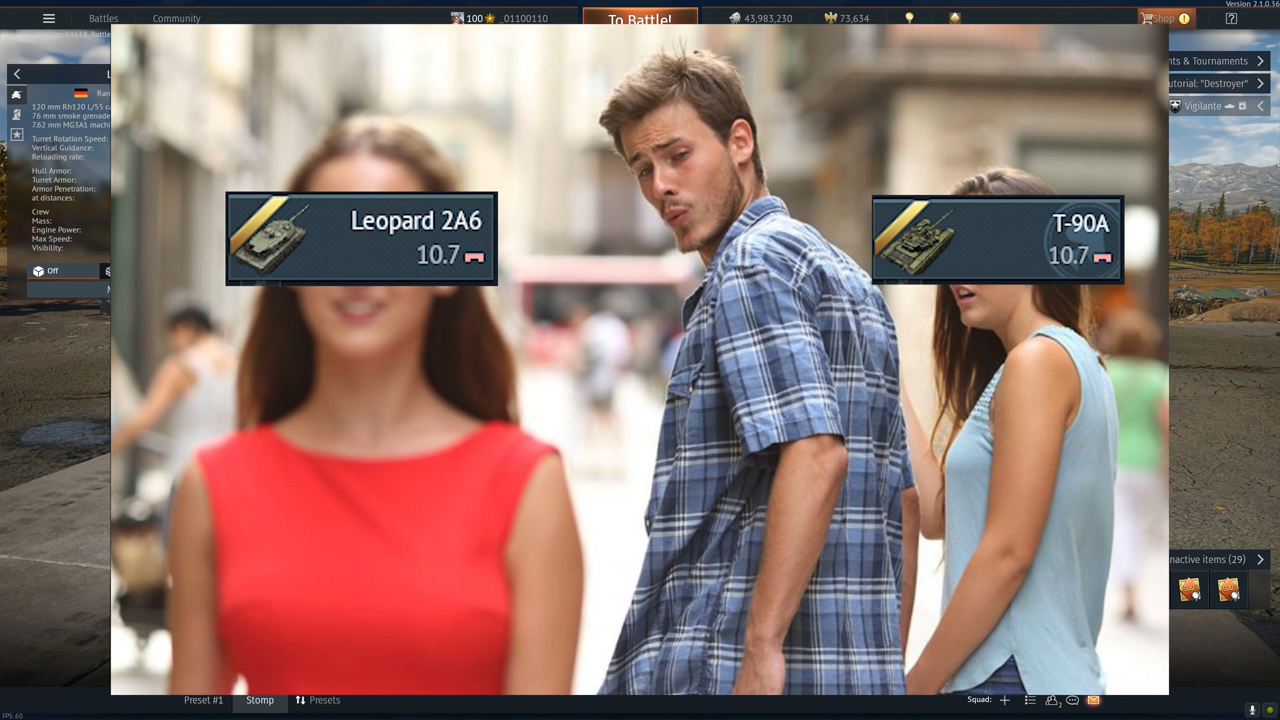 Version 2.1.0.36
Battles
Community
100
_01100110
To Battle!
43,983,230
73,634
Shop
Ran
120 mm Rh120 L/55 c
76 mm smoke grenade
7.62 mm MG3A1 machi
Turret Rotation Speed:
Vertical Guidance:
Reloading rate:
Hull Armor:
Turret Armor:
Armor Penetration:
at distances:
Crew
Mass:
Engine Power:
Max Speed:
Visibility:
Off
Leopard 2A6
10.7
T-90A
10.7
nts & Tournaments
utorial: "Destroyer"
Vigilante
nactive items (29)
Preset #1
Stomp
Presets
Squad:
FPS: 60